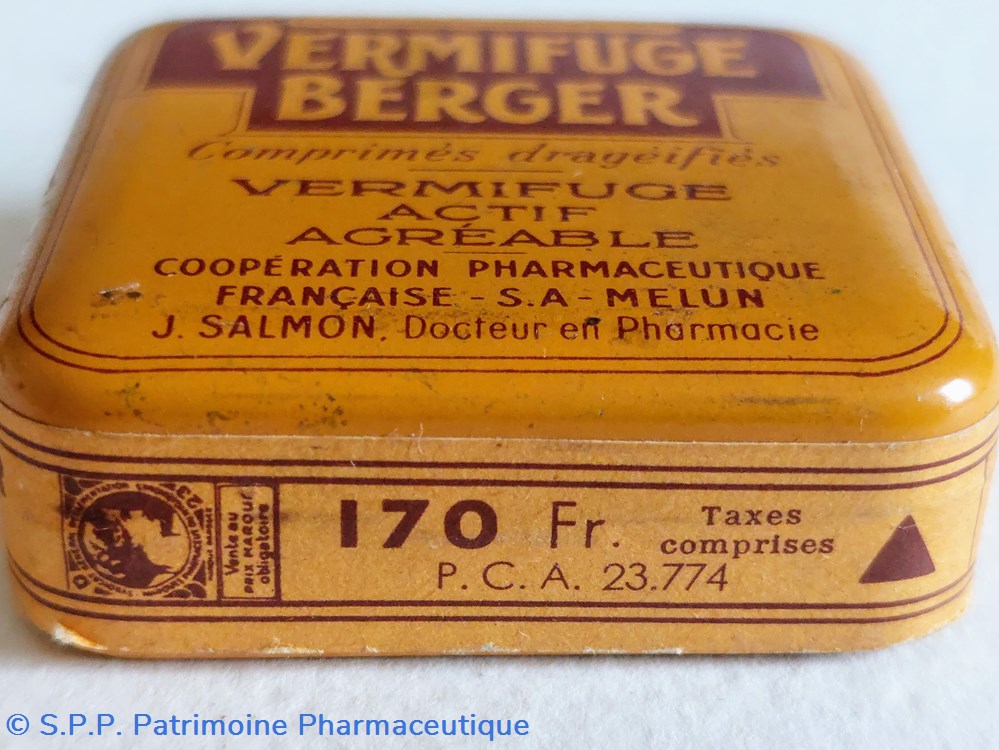 VERMIFUGE
BERGER
Comprimés dragéifiés
VERMIFUGE
ACTIF
AGRÉABLE
COOPÉRATION PHARMACEUTIQUE
FRANÇAISE - S.A - MELUN
J. SALMON, Docteur en Pharmacie
Vente au
PRIX MARQUÉ
obligatoire
170 Fr. Taxes
comprises
P.C.A. 23.774
© S.P.P. Patrimoine Pharmaceutique